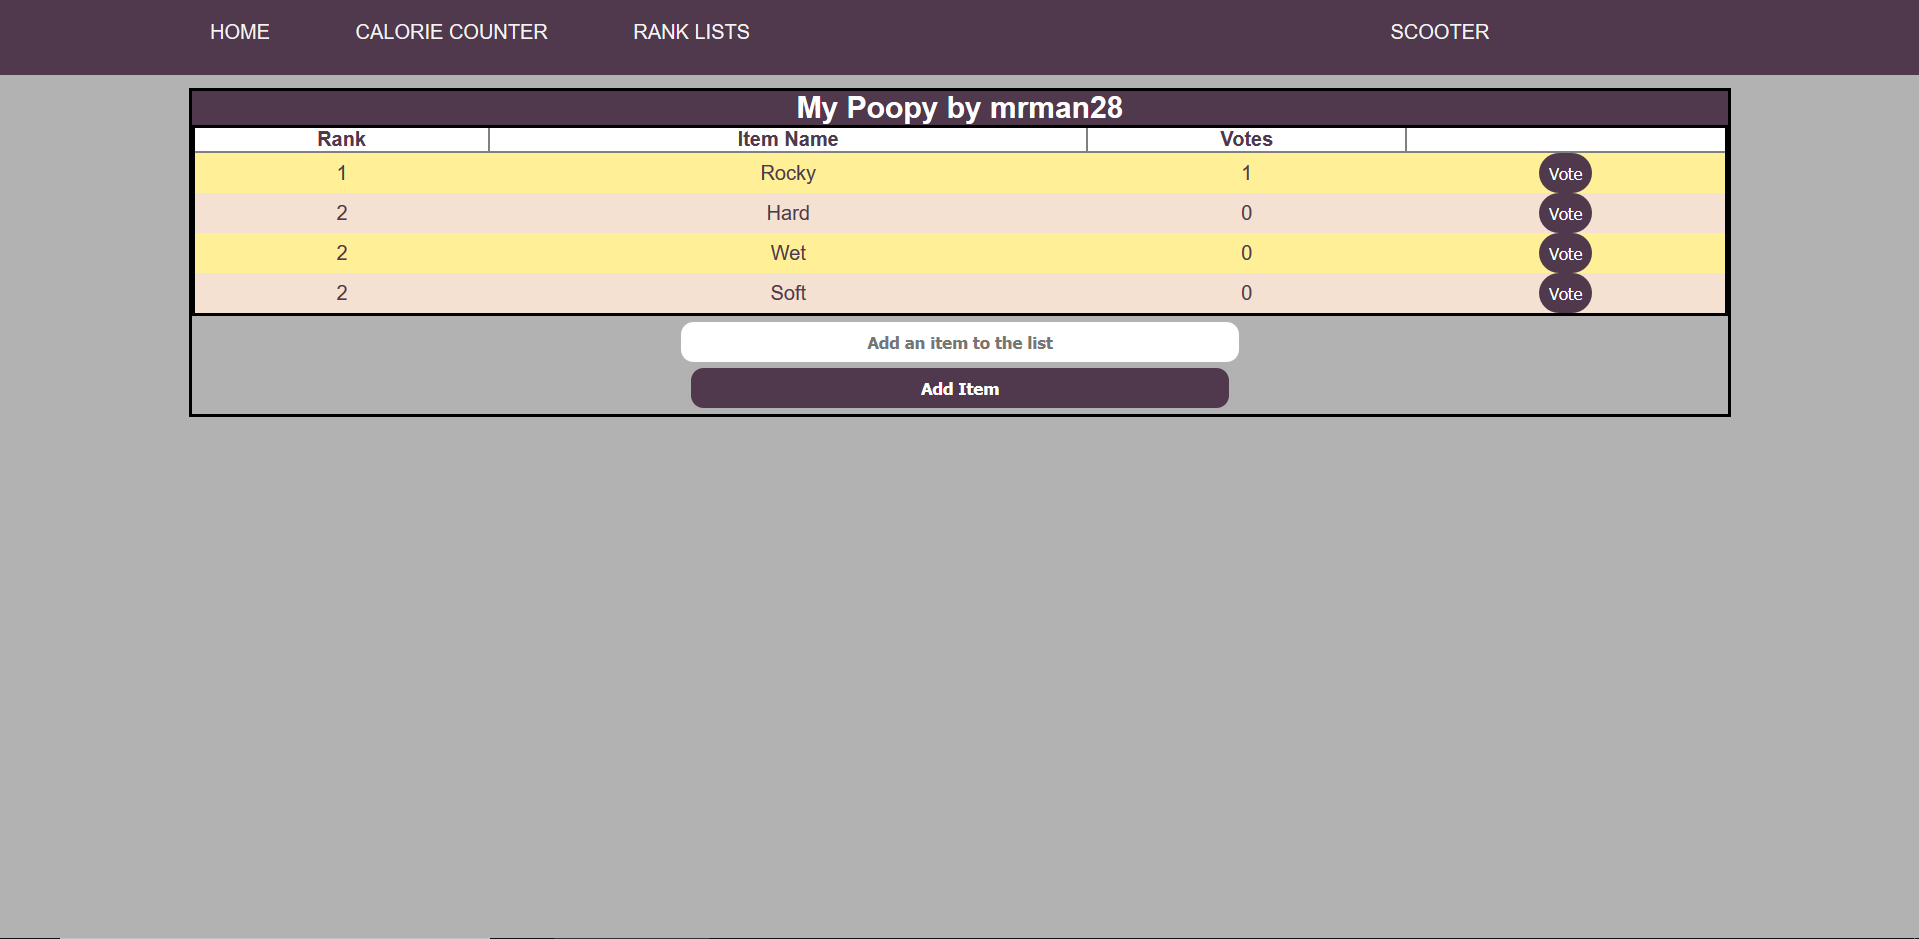 HOME CALORIE COUNTER RANK LISTS SCOOTER
My Poopy by mrman28
Rank Item Name Votes
1 Rocky 1 Vote
2 Hard 0 Vote
2 Wet 0 Vote
2 Soft 0 Vote
Add an item to the list
Add Item